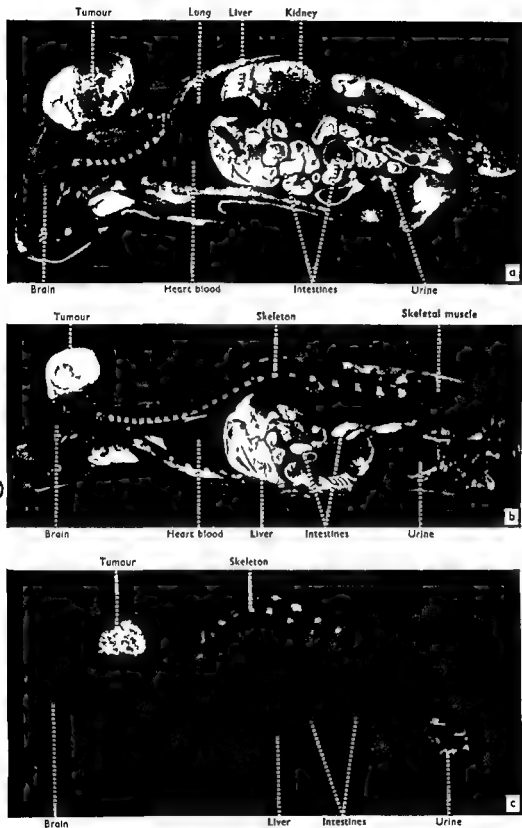 Tumour Lung Liver Kidney
a
Brain Heart blood Intestines Urine
Tumour Skeleton Skeletal muscle
b
Brain Heart blood Liver Intestines Urine
Tumour Skeleton
c
Brain Liver Intestines Urine